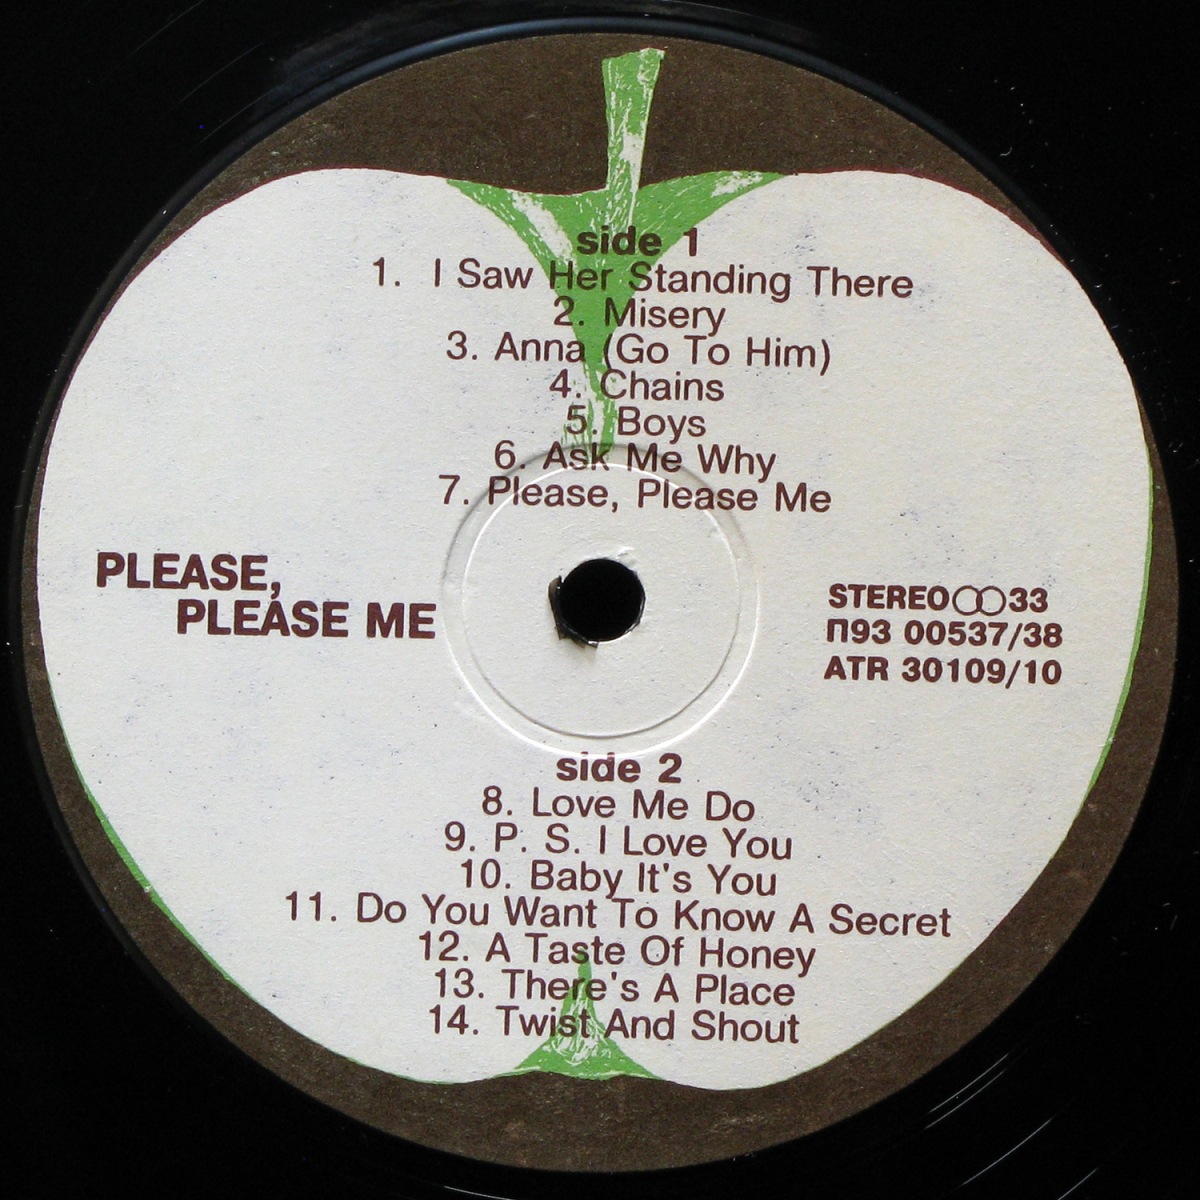 side 1
1. I Saw Her Standing There
2. Misery
3. Anna (Go To Him)
4. Chains
5. Boys
6. Ask Me Why
7. Please, Please Me
PLEASE,
PLEASE ME
STEREO 33
П93 00537/38
ATR 30109/10
side 2
8. Love Me Do
9. P. S. I Love You
10. Baby It's You
11. Do You Want To Know A Secret
12. A Taste Of Honey
13. There's A Place
14. Twist And Shout